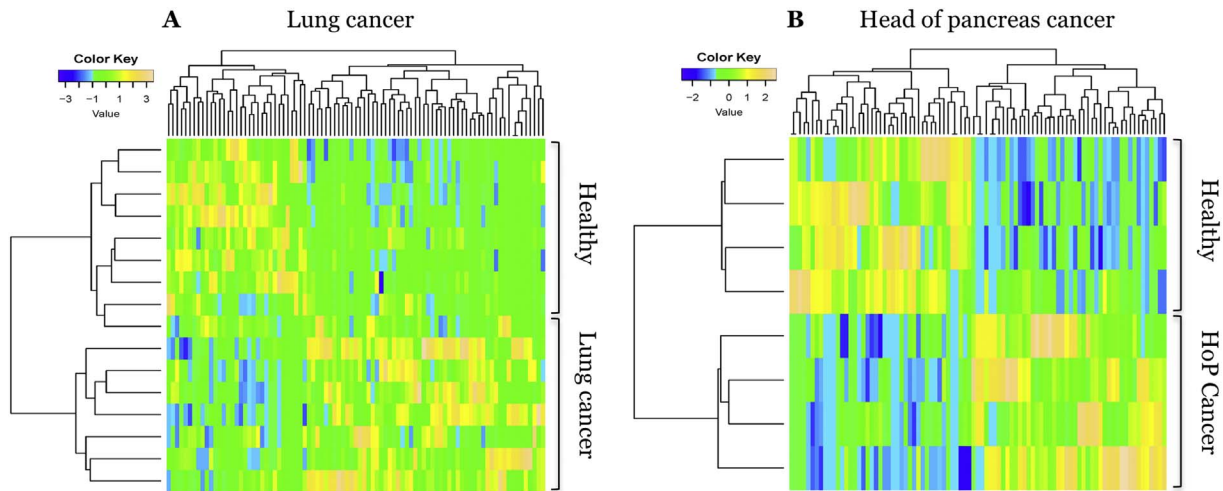 A Lung cancer
Color Key
−3 −1 1 3
Value
Healthy
Lung cancer
B Head of pancreas cancer
Color Key
−2 0 1 2
Value
Healthy
HoP Cancer